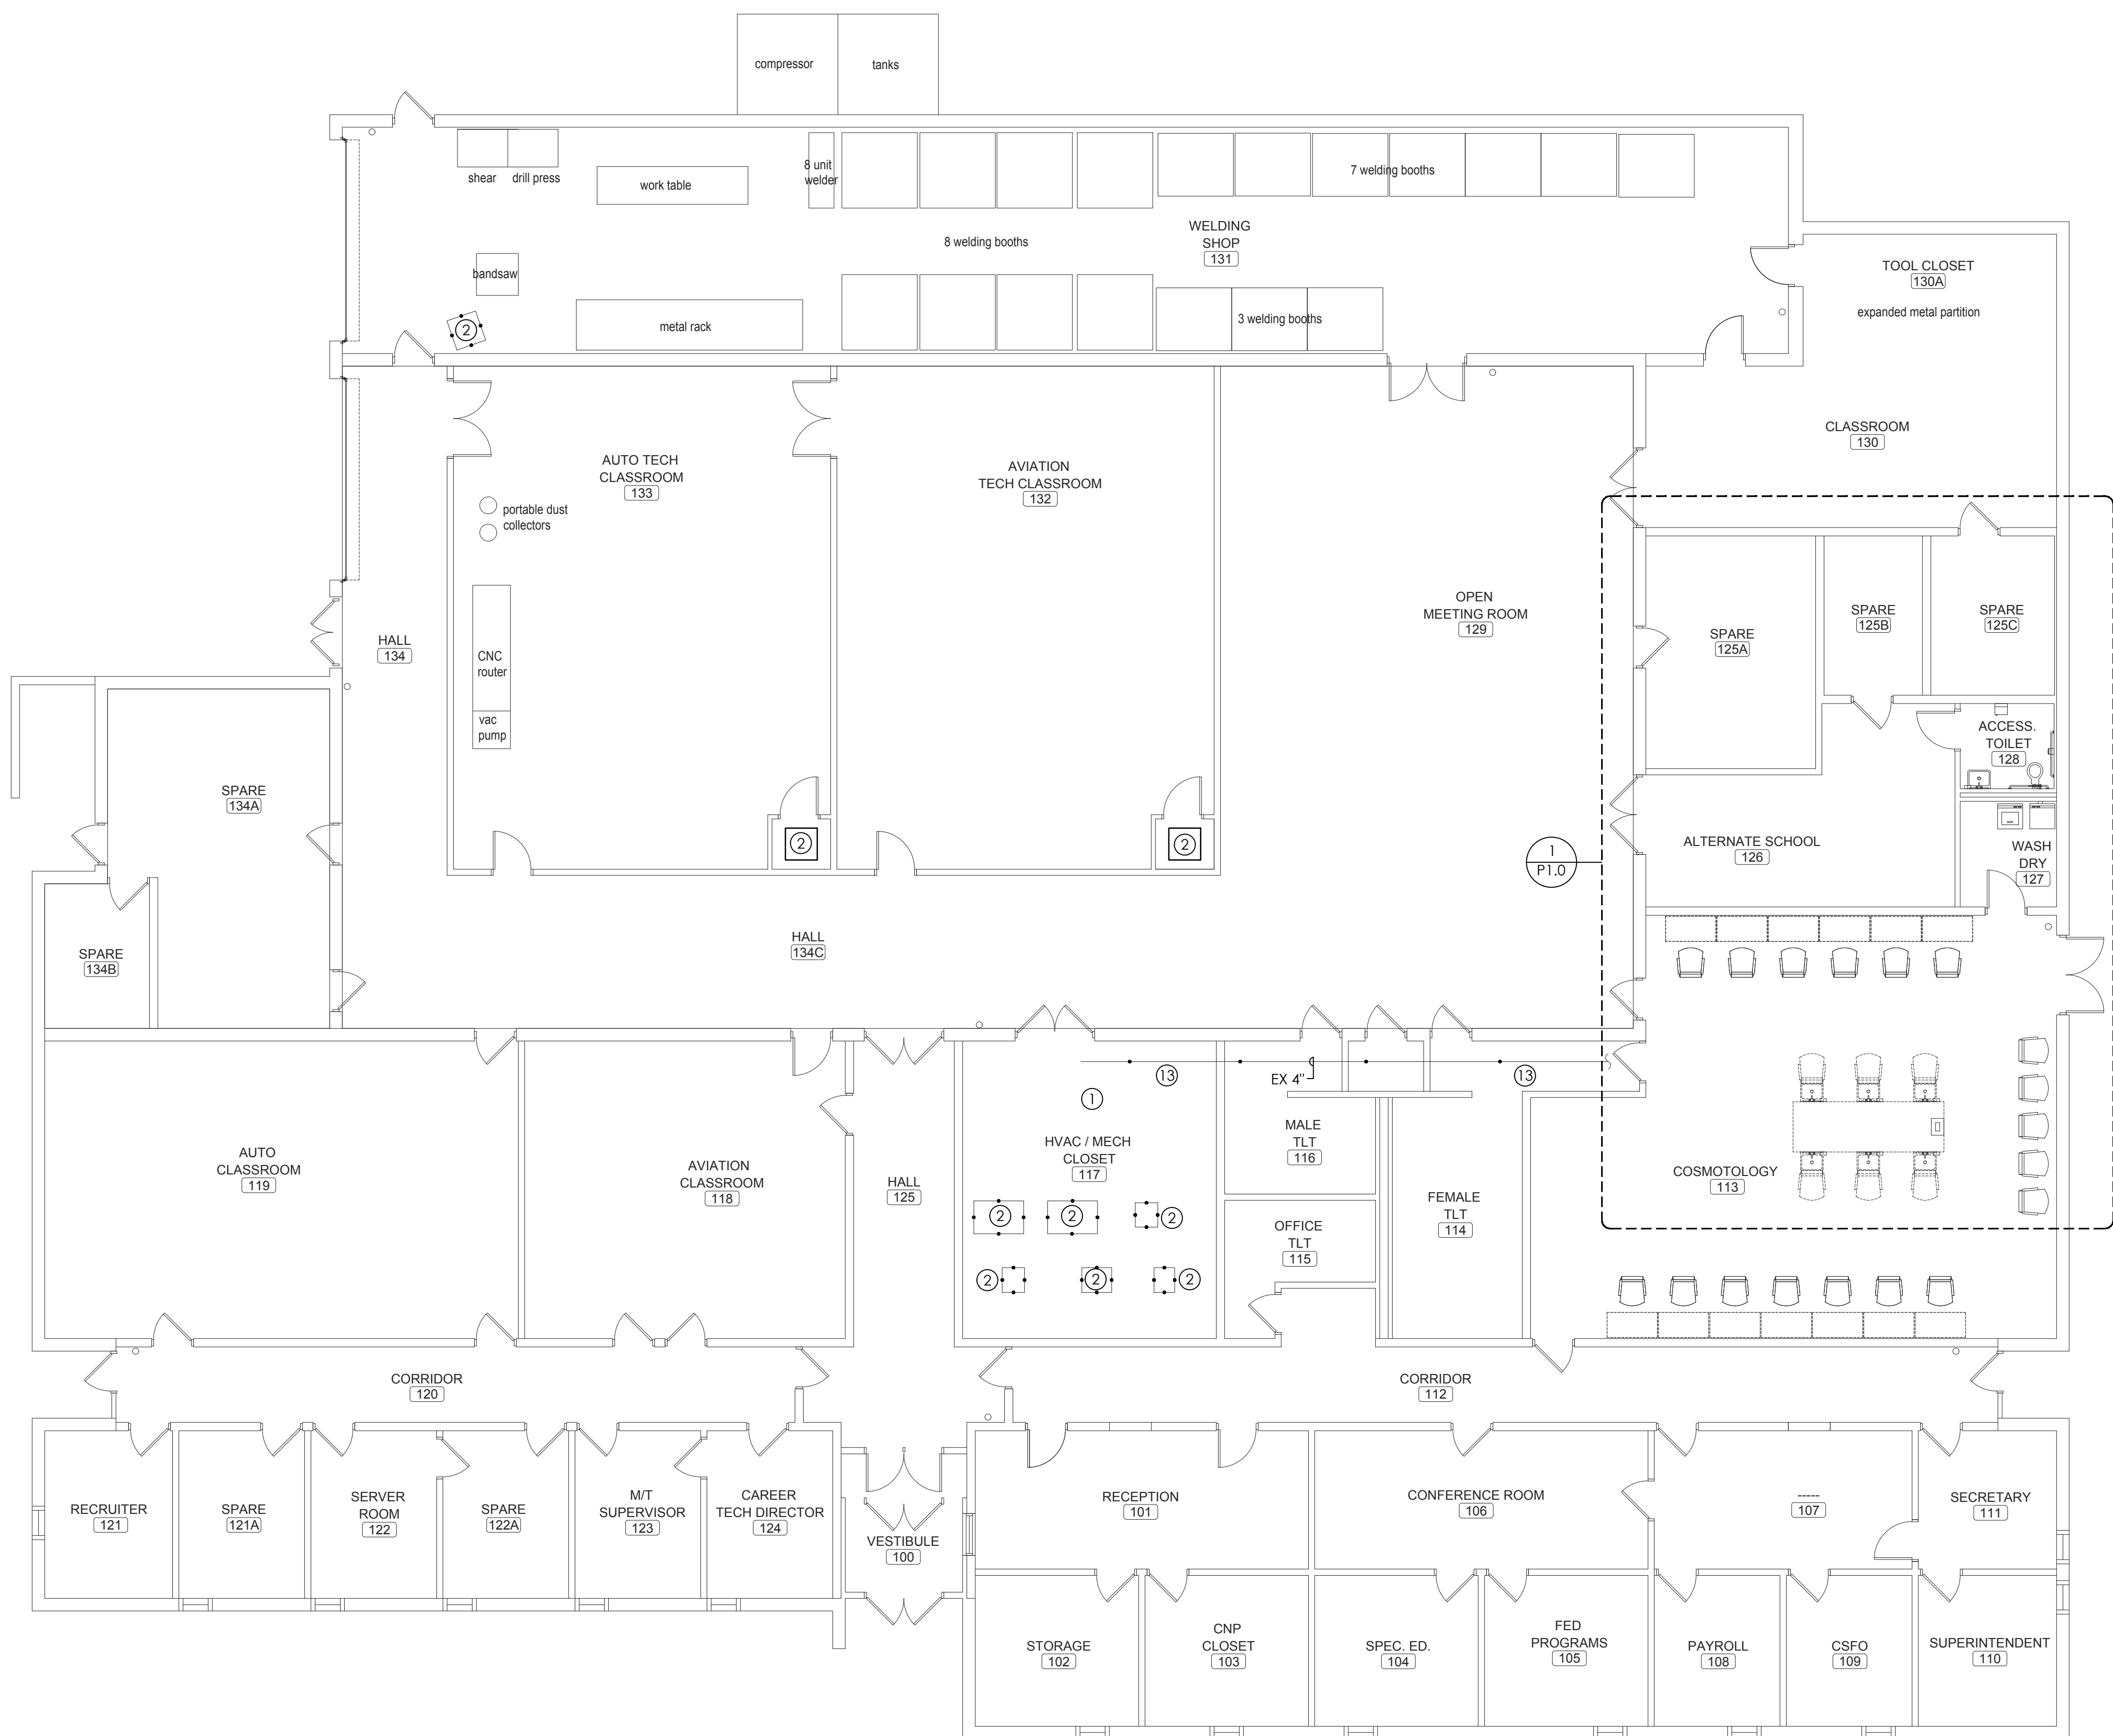 compressor
tanks
shear
drill press
work table
8 unit
welder
7 welding booths
WELDING
SHOP
131
8 welding booths
bandsaw
2
metal rack
3 welding booths
TOOL CLOSET
130A
expanded metal partition
CLASSROOM
130
AUTO TECH
CLASSROOM
133
portable dust
collectors
AVIATION
TECH CLASSROOM
132
OPEN
MEETING ROOM
129
HALL
134
CNC
router
vac
pump
SPARE
125A
SPARE
125B
SPARE
125C
ACCESS.
TOILET
128
SPARE
134A
2
2
1
P1.0
ALTERNATE SCHOOL
126
WASH
DRY
127
SPARE
134B
HALL
134C
13
EX 4"
13
1
AUTO
CLASSROOM
119
AVIATION
CLASSROOM
118
HALL
125
HVAC / MECH
CLOSET
117
MALE
TLT
116
FEMALE
TLT
114
COSMOTOLOGY
113
2
2
2
OFFICE
TLT
115
2
2
2
CORRIDOR
120
CORRIDOR
112
RECRUITER
121
SPARE
121A
SERVER
ROOM
122
SPARE
122A
M/T
SUPERVISOR
123
CAREER
TECH DIRECTOR
124
VESTIBULE
100
RECEPTION
101
CONFERENCE ROOM
106
-----
107
SECRETARY
111
STORAGE
102
CNP
CLOSET
103
SPEC. ED.
104
FED
PROGRAMS
105
PAYROLL
108
CSFO
109
SUPERINTENDENT
110